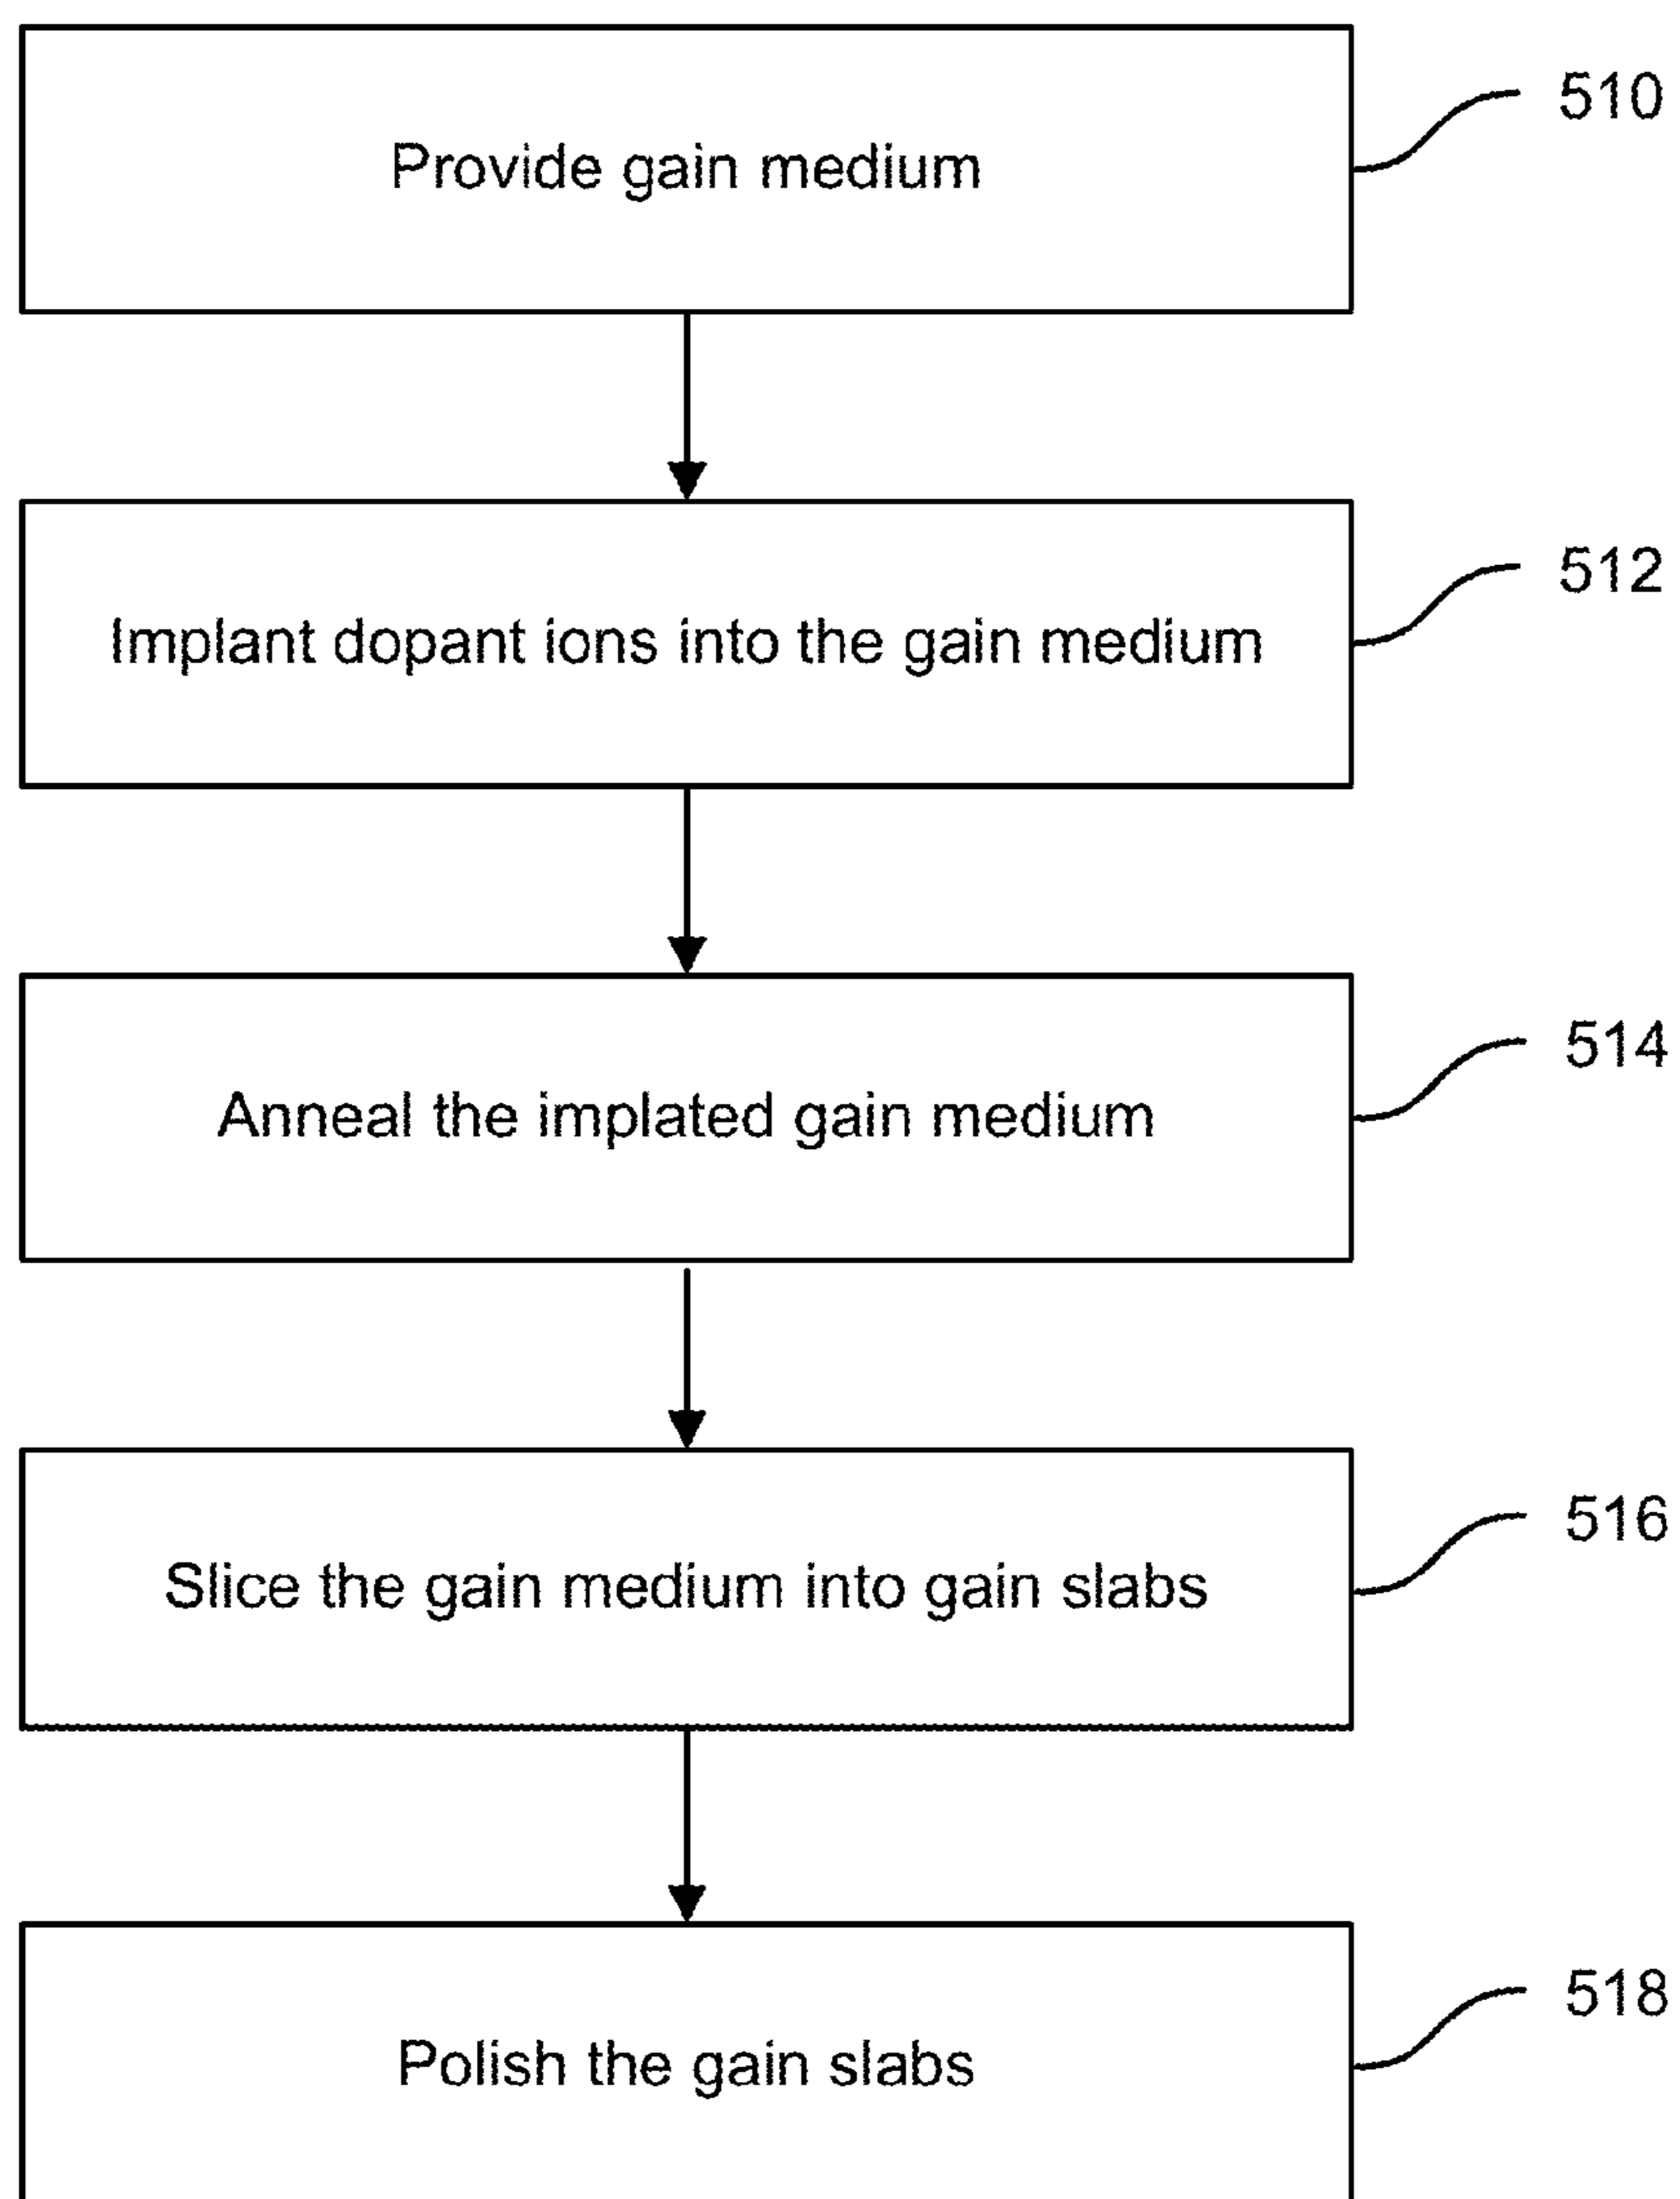 Provide gain medium
510
Implant dopant ions into the gain medium
512
Anneal the implated gain medium
514
Slice the gain medium into gain slabs
516
Polish the gain slabs
518